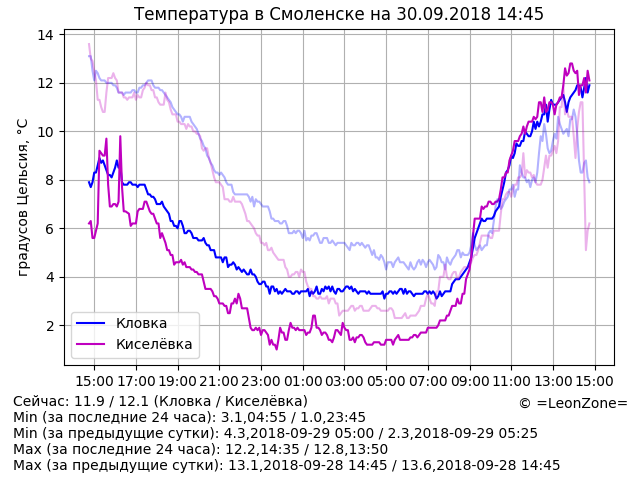 Температура в Смоленске на 30.09.2018 14:45
градусов Цельсия, °C
14
12
10
8
6
4
2
Кловка
Киселёвка
15:00 17:00 19:00 21:00 23:00 01:00 03:00 05:00 07:00 09:00 11:00 13:00 15:00
Сейчас: 11.9 / 12.1 (Кловка / Киселёвка)
© =LeonZone=
Min (за последние 24 часа): 3.1,04:55 / 1.0,23:45
Min (за предыдущие сутки): 4.3,2018-09-29 05:00 / 2.3,2018-09-29 05:25
Max (за последние 24 часа): 12.2,14:35 / 12.8,13:50
Max (за предыдущие сутки): 13.1,2018-09-28 14:45 / 13.6,2018-09-28 14:45